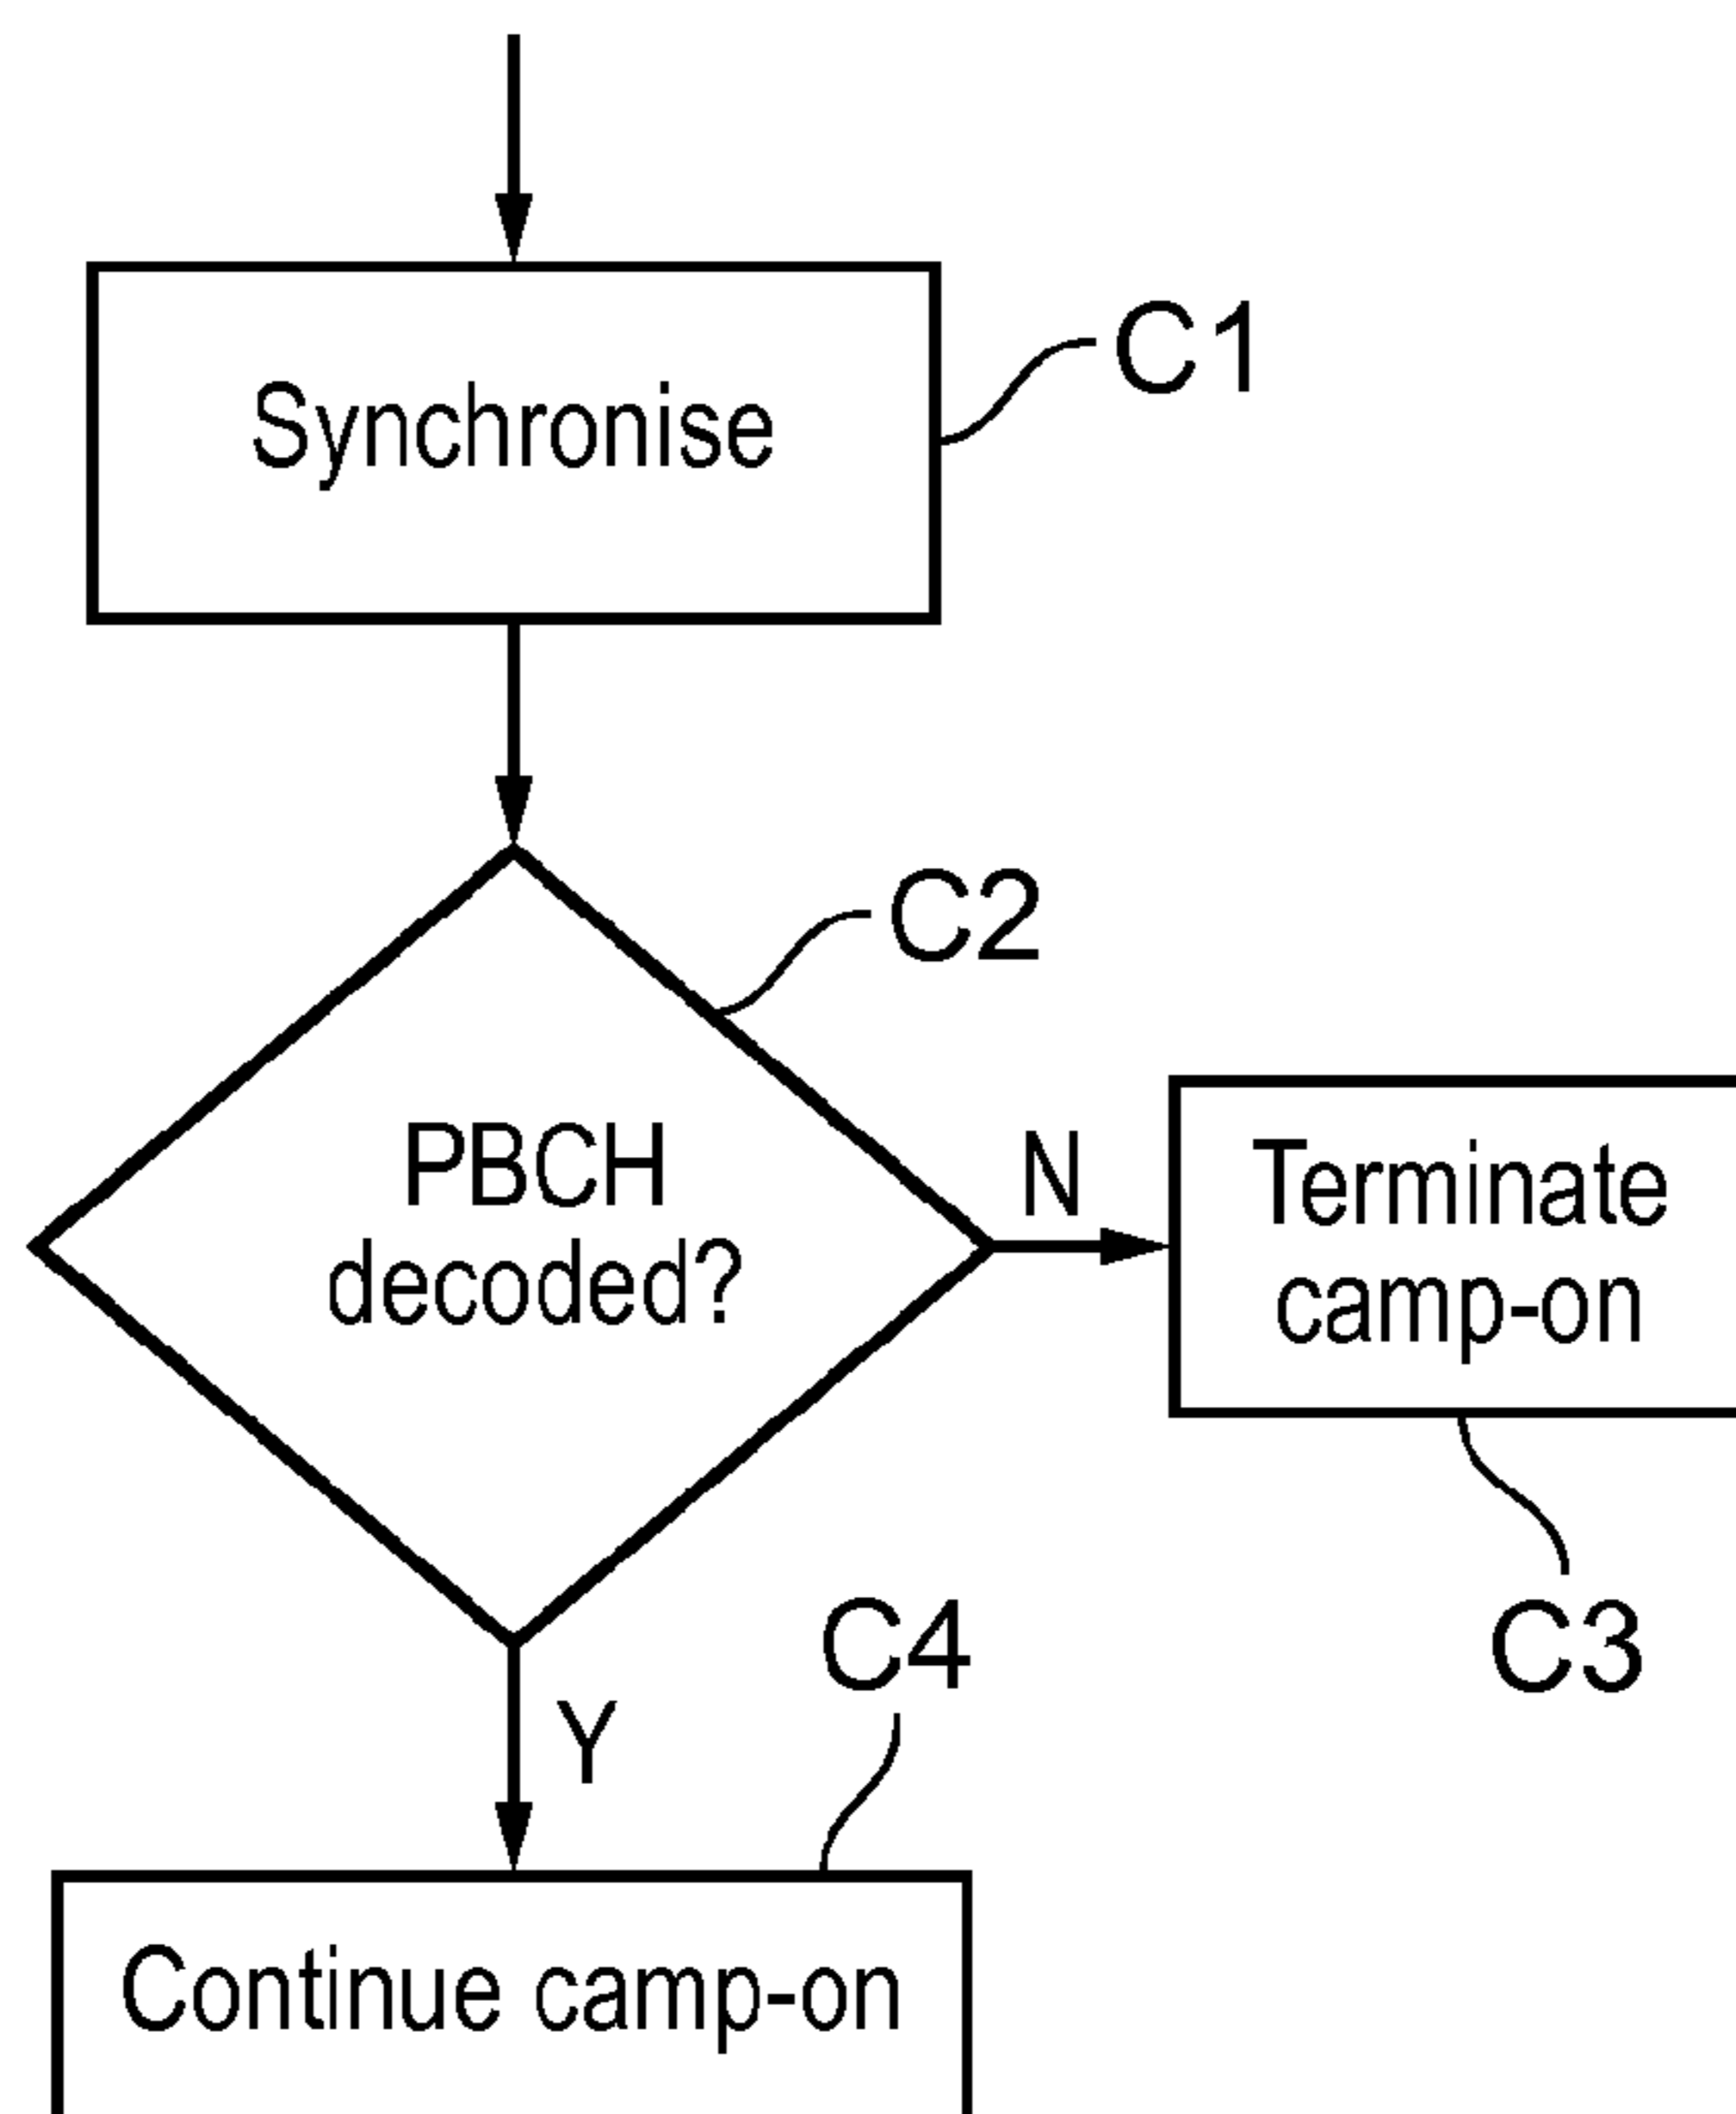 Synchronise
C1
C2
PBCH
decoded?
N
Terminate
camp-on
C3
C4
Y
Continue camp-on